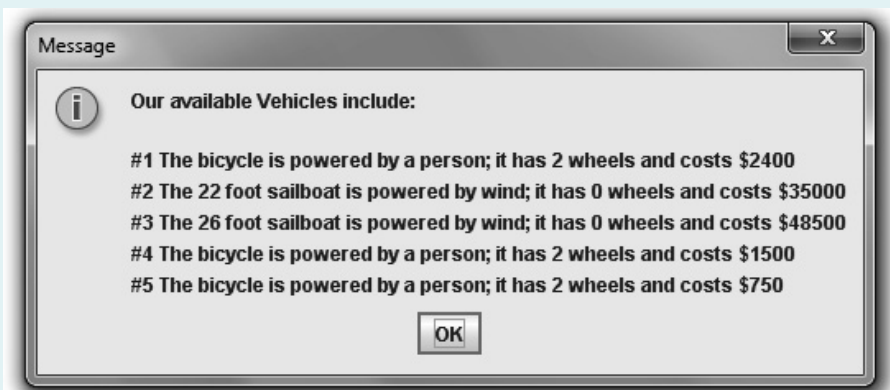 Message
x
i
Our available Vehicles include:
#1 The bicycle is powered by a person; it has 2 wheels and costs $2400
#2 The 22 foot sailboat is powered by wind; it has 0 wheels and costs $35000
#3 The 26 foot sailboat is powered by wind; it has 0 wheels and costs $48500
#4 The bicycle is powered by a person; it has 2 wheels and costs $1500
#5 The bicycle is powered by a person; it has 2 wheels and costs $750
OK